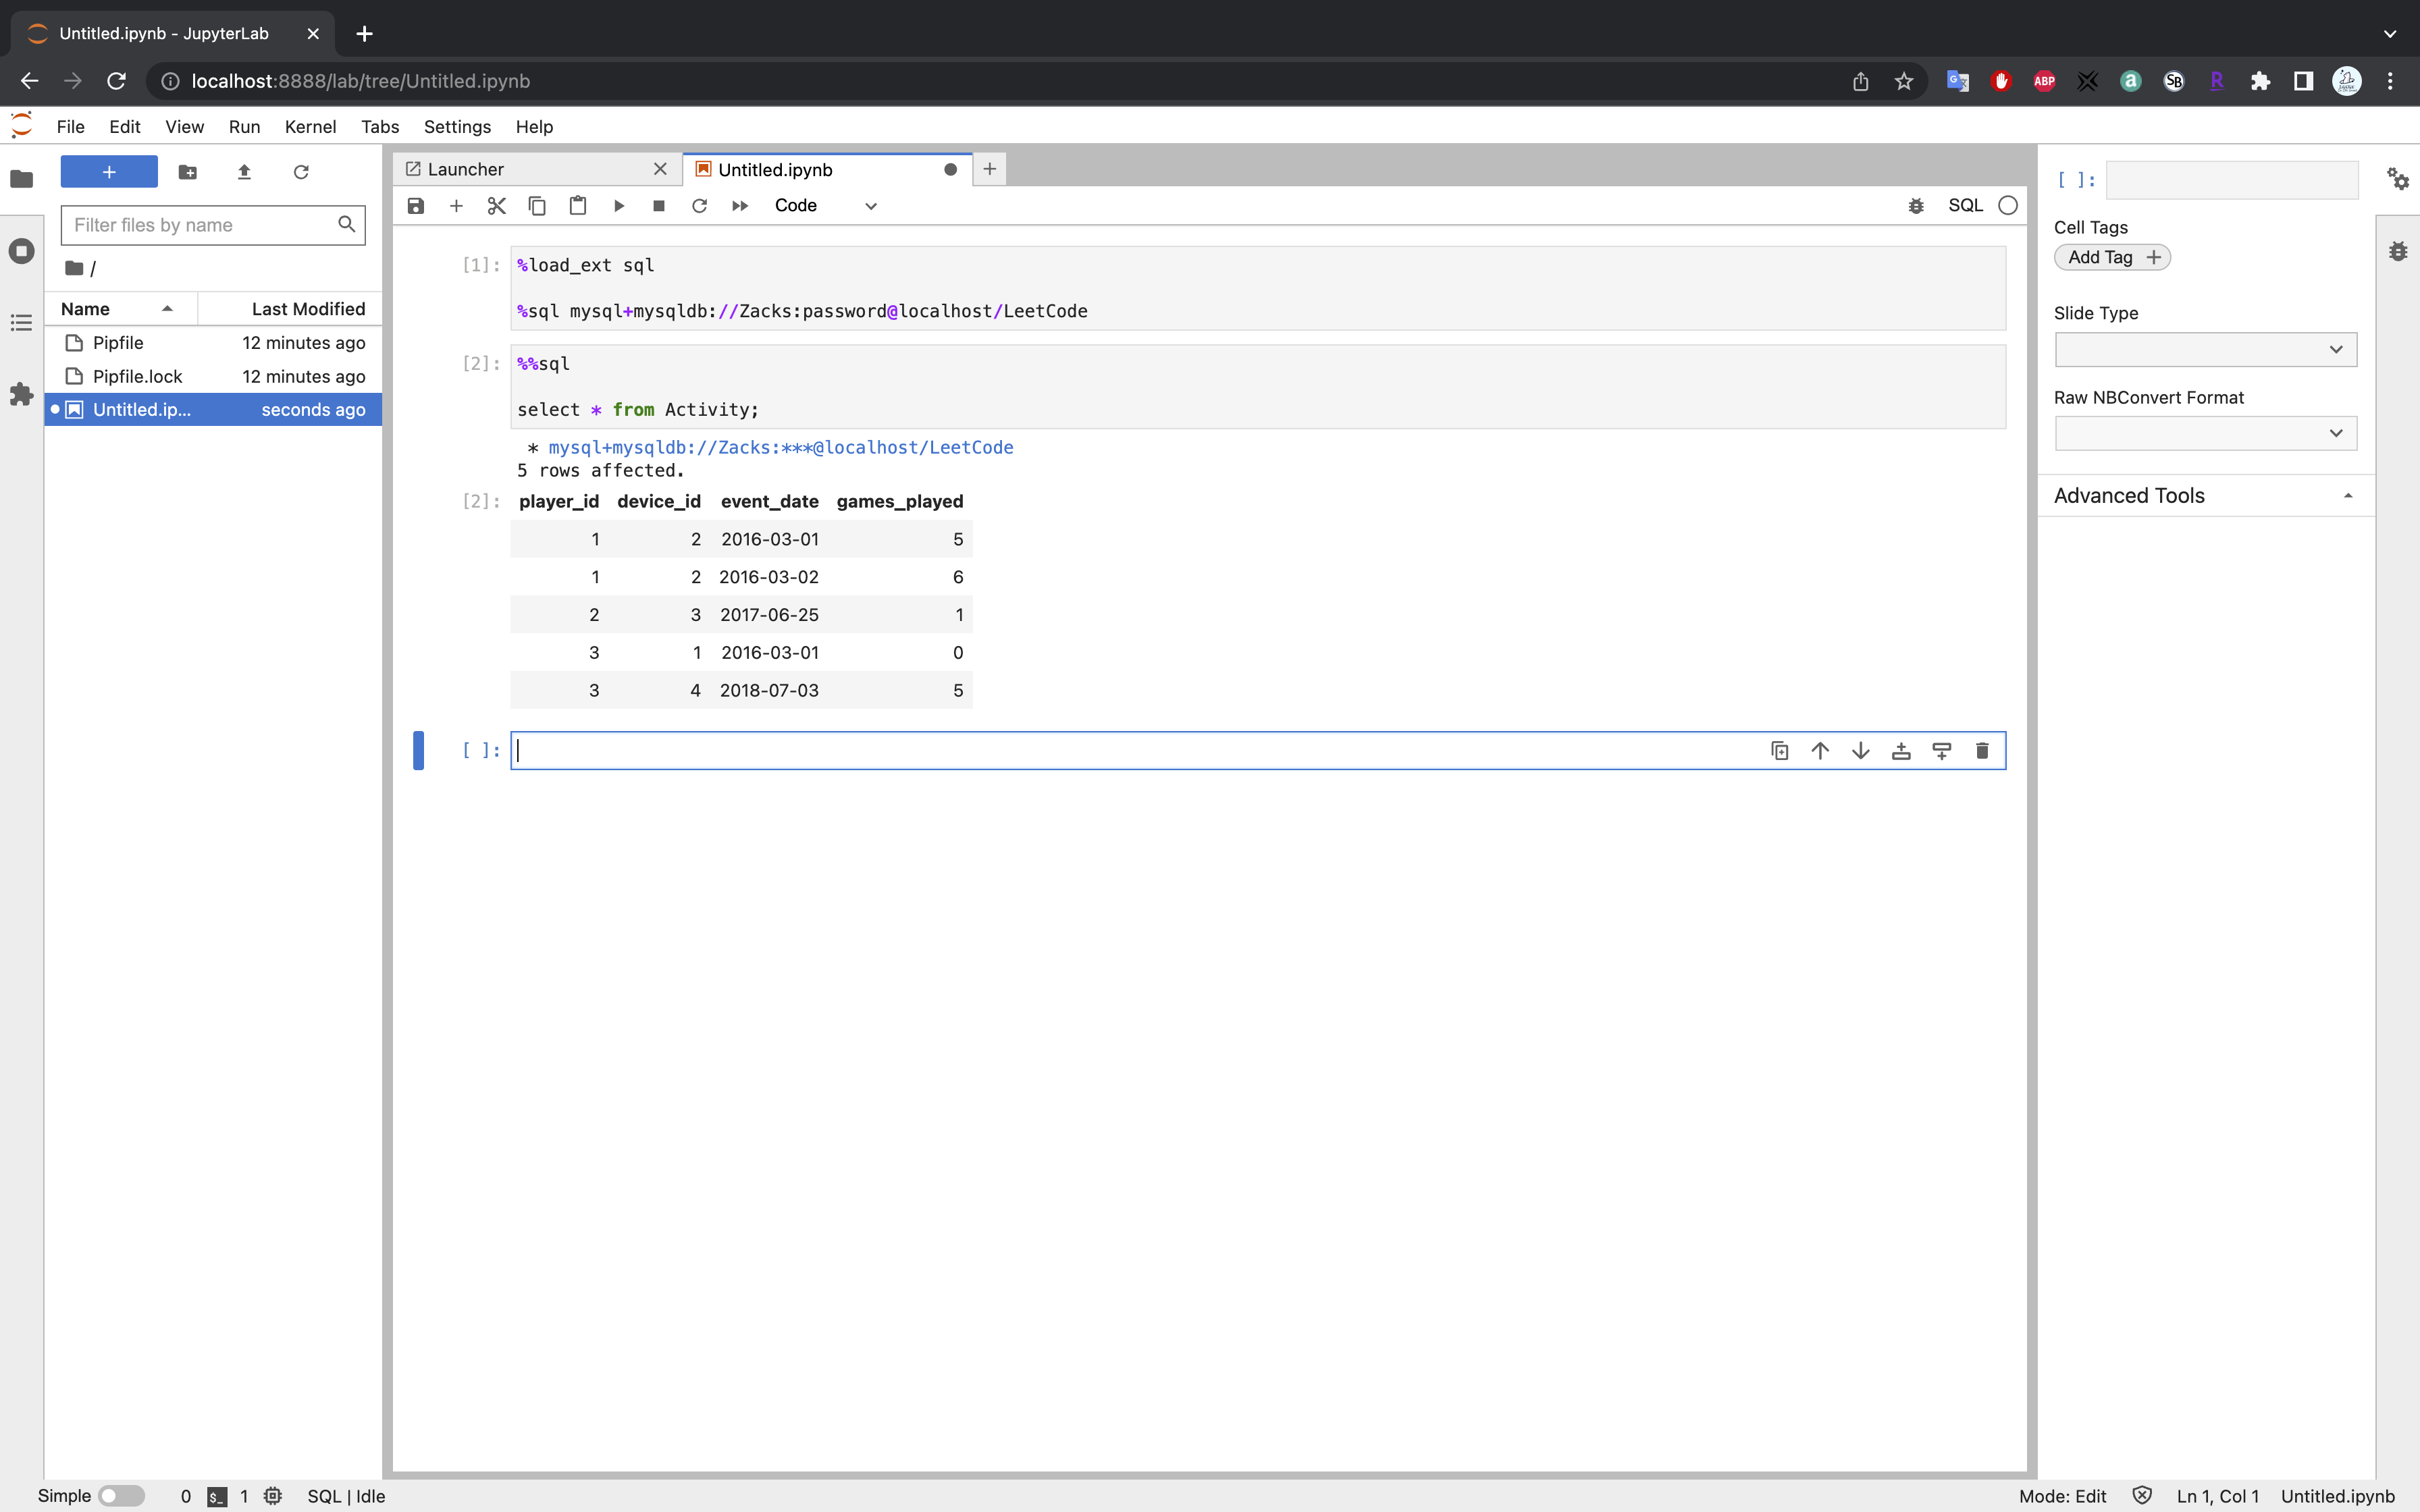 Untitled.ipynb - JupyterLab
localhost:8888/lab/tree/Untitled.ipynb
ABP a SB R
File Edit View Run Kernel Tabs Settings Help
Filter files by name
/
Name Last Modified
Pipfile 12 minutes ago
Pipfile.lock 12 minutes ago
Untitled.ip... seconds ago
Launcher Untitled.ipynb
Code SQL
[1]: %load_ext sql
%sql mysql+mysqldb://Zacks:password@localhost/LeetCode
[2]: %%sql
select * from Activity;
* mysql+mysqldb://Zacks:***@localhost/LeetCode
5 rows affected.
[2]: player_id device_id event_date games_played
1 2 2016-03-01 5
1 2 2016-03-02 6
2 3 2017-06-25 1
3 1 2016-03-01 0
3 4 2018-07-03 5
[ ]:
[ ]:
Cell Tags
Add Tag +
Slide Type
Raw NBConvert Format
Advanced Tools
Simple 0 $_ 1 SQL | Idle Mode: Edit Ln 1, Col 1 Untitled.ipynb